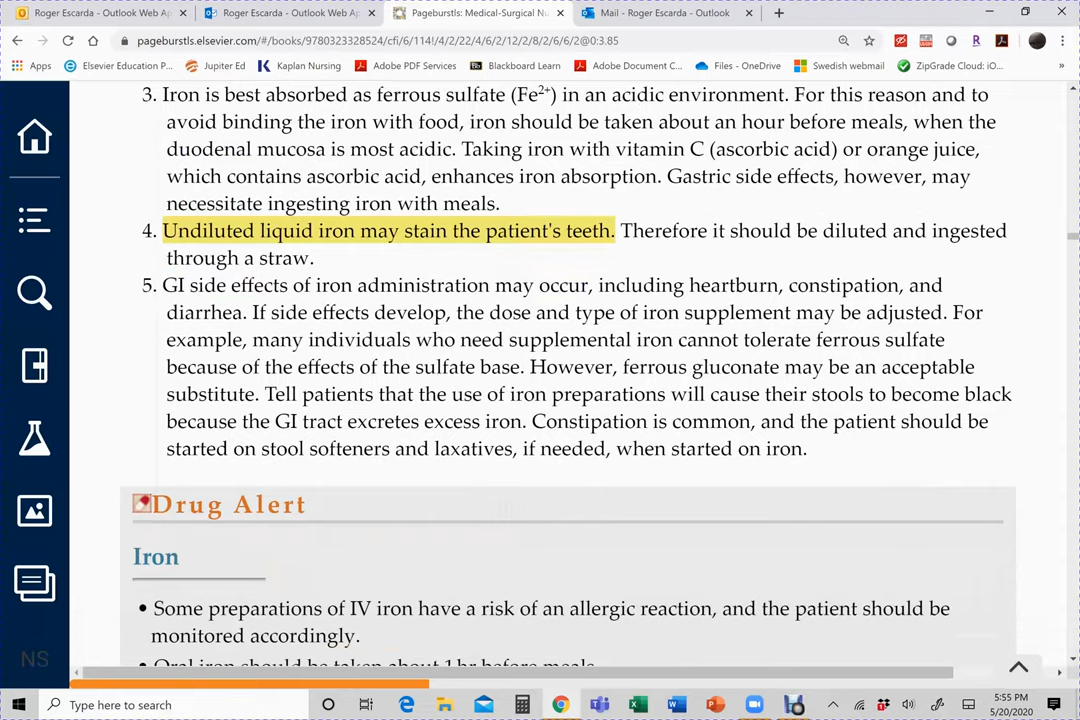 Roger Escarda - Outlook Web Ap
Roger Escarda - Outlook Web Ap
Pageburstls: Medical-Surgical Nu
Mail - Roger Escarda - Outlook
pageburstls.elsevier.com/#/books/9780323328524/cfi/6/114!/4/2/22/4/6/2/12/2/8/2/6/6/2@0:3.85
Apps
Elsevier Education P...
Jupiter Ed
Kaplan Nursing
Adobe PDF Services
Blackboard Learn
Adobe Document C...
Files - OneDrive
Swedish webmail
ZipGrade Cloud: iO...
3. Iron is best absorbed as ferrous sulfate (Fe²⁺) in an acidic environment. For this reason and to
avoid binding the iron with food, iron should be taken about an hour before meals, when the
duodenal mucosa is most acidic. Taking iron with vitamin C (ascorbic acid) or orange juice,
which contains ascorbic acid, enhances iron absorption. Gastric side effects, however, may
necessitate ingesting iron with meals.
4. Undiluted liquid iron may stain the patient's teeth. Therefore it should be diluted and ingested
through a straw.
5. GI side effects of iron administration may occur, including heartburn, constipation, and
diarrhea. If side effects develop, the dose and type of iron supplement may be adjusted. For
example, many individuals who need supplemental iron cannot tolerate ferrous sulfate
because of the effects of the sulfate base. However, ferrous gluconate may be an acceptable
substitute. Tell patients that the use of iron preparations will cause their stools to become black
because the GI tract excretes excess iron. Constipation is common, and the patient should be
started on stool softeners and laxatives, if needed, when started on iron.
Drug Alert
Iron
• Some preparations of IV iron have a risk of an allergic reaction, and the patient should be
monitored accordingly.
• Oral iron should be taken about 1 hr before meals.
NS
Type here to search
5:55 PM
5/20/2020